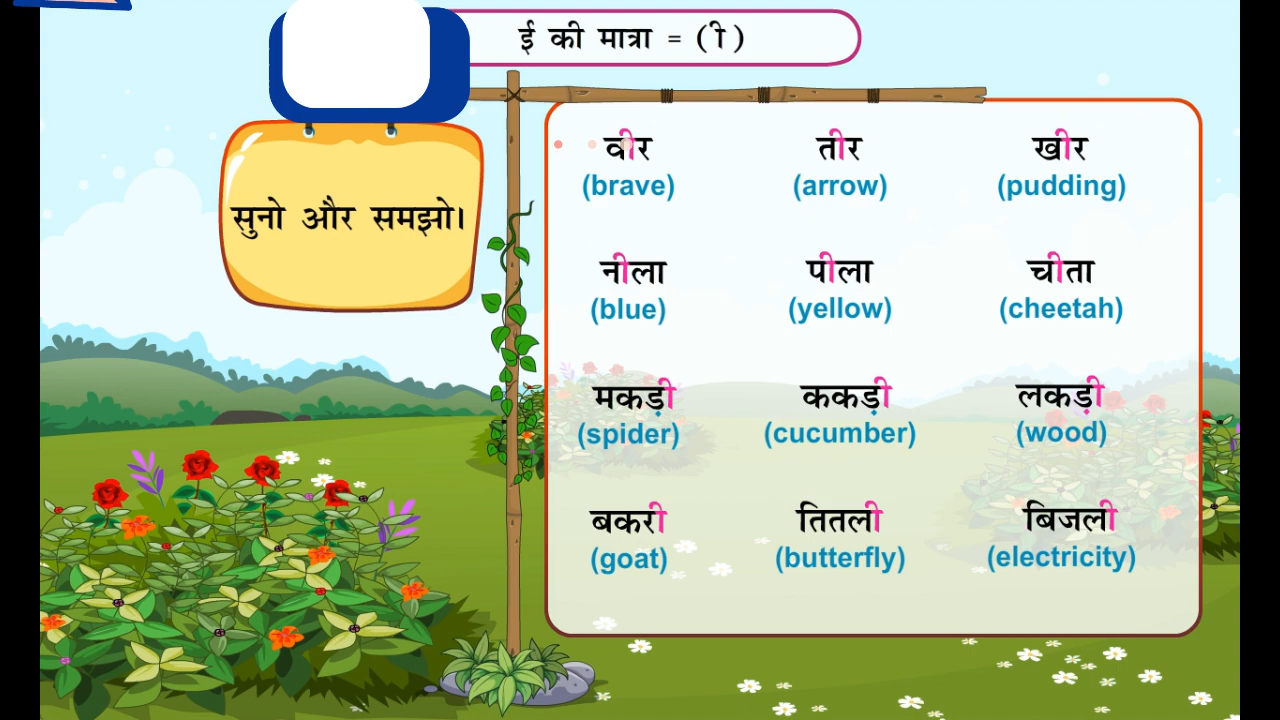 ई की मात्रा = (ी)
सुनो और समझो।
वीर तीर खीर
(brave) (arrow) (pudding)
नीला पीला चीता
(blue) (yellow) (cheetah)
मकड़ी ककड़ी लकड़ी
(spider) (cucumber) (wood)
बकरी तितली बिजली
(goat) (butterfly) (electricity)